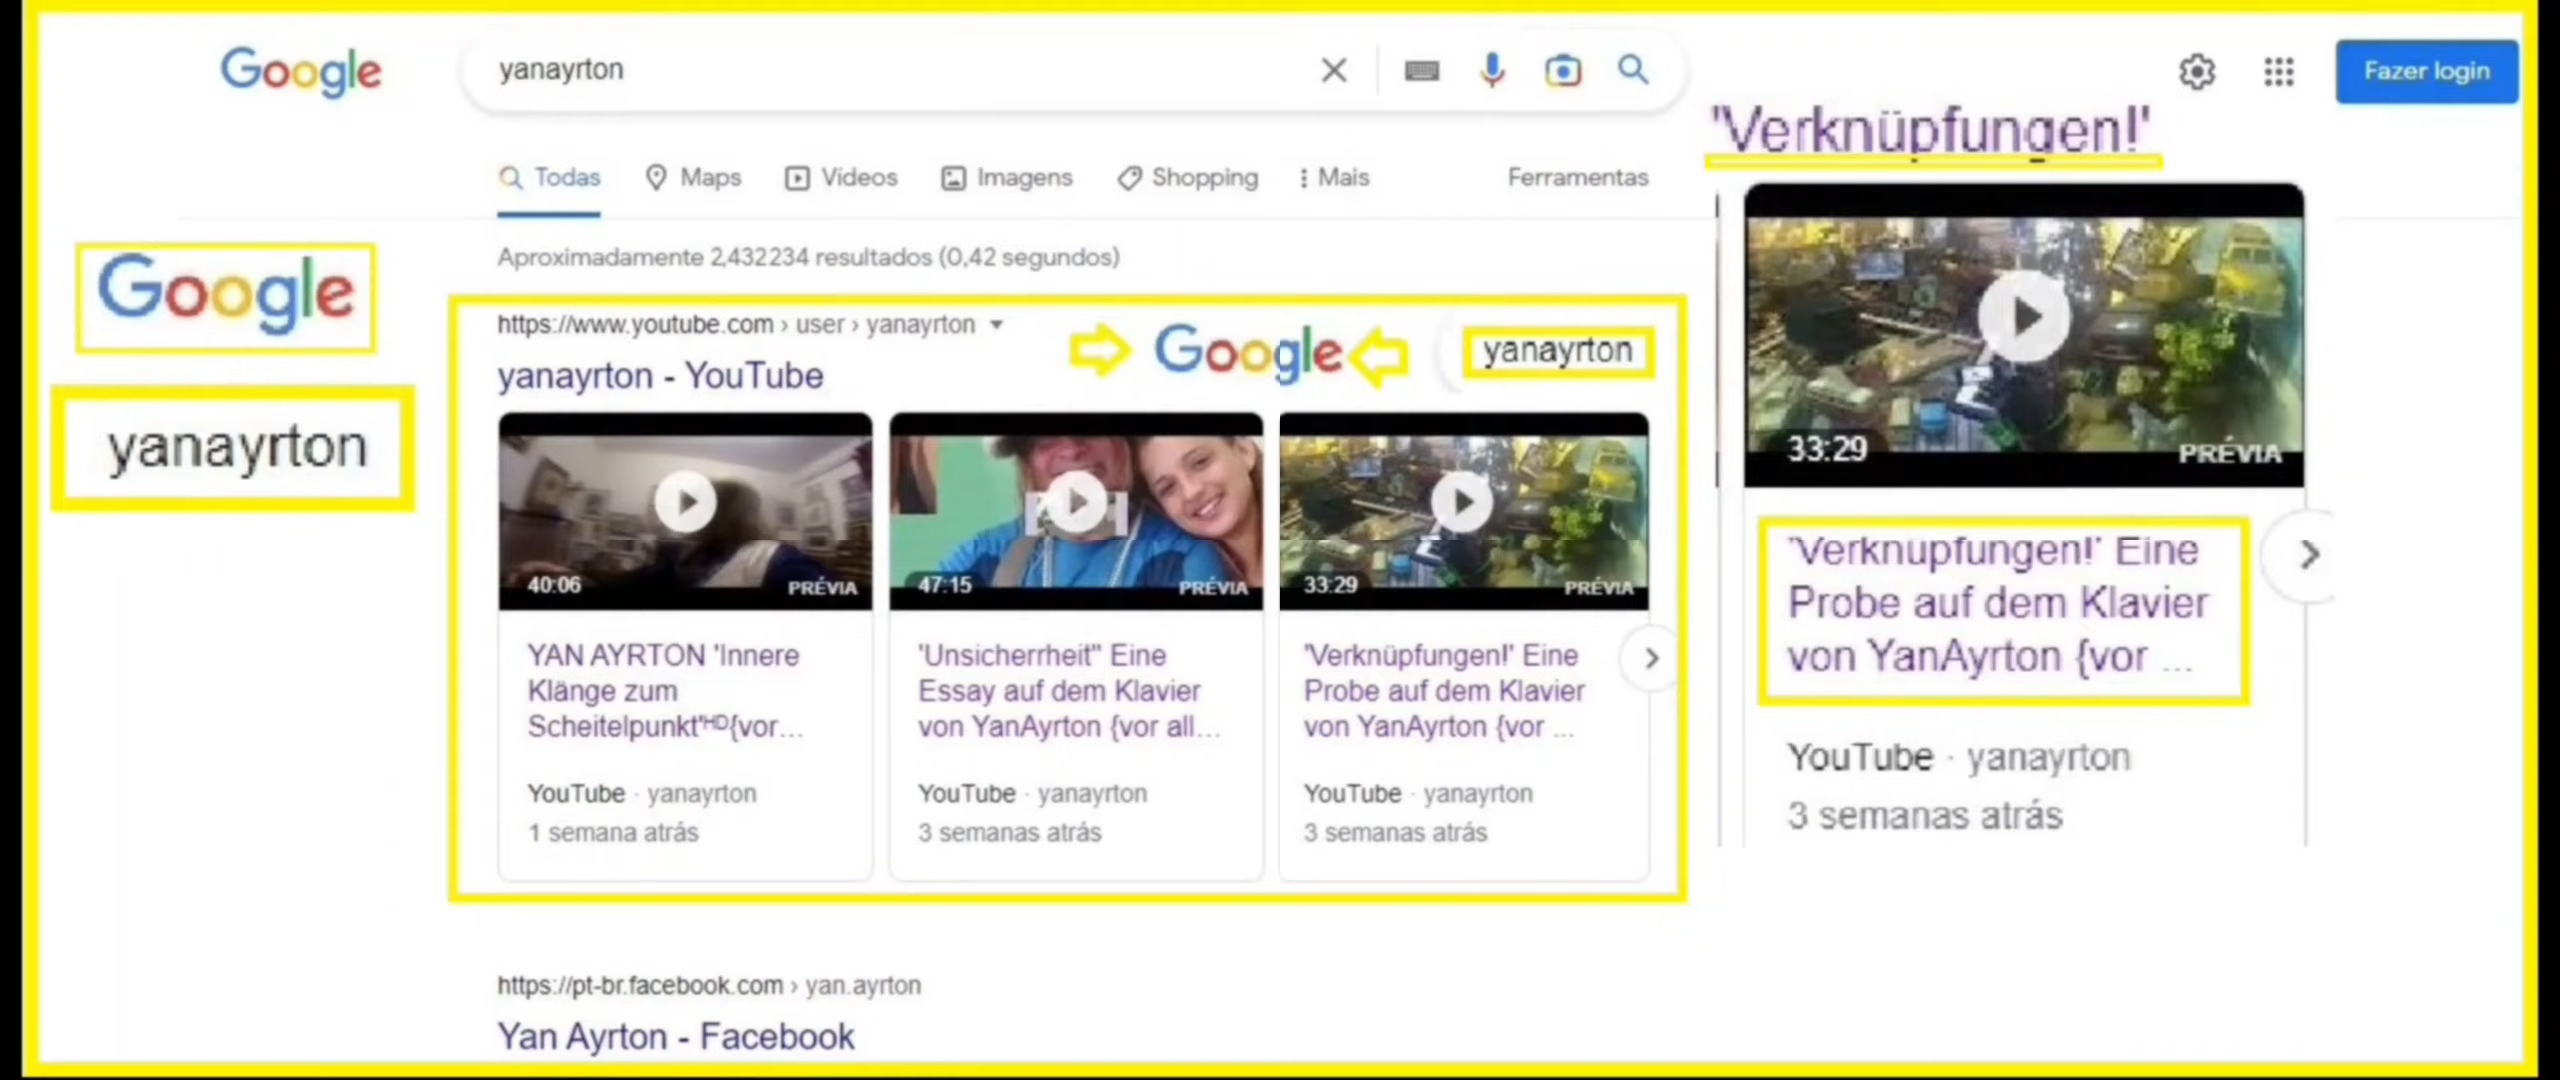 Google
yanayrton
Fazer login
'Verknüpfungen!'
Todas
Maps
Videos
Imagens
Shopping
Mais
Ferramentas
Aproximadamente 2,432234 resultados (0,42 segundos)
Google
yanayrton
https://www.youtube.com › user › yanayrton
yanayrton - YouTube
Google
yanayrton
40:06
PRÉVIA
YAN AYRTON 'Innere
Klänge zum
Scheitelpunkt'ᴴᴰ{vor...
YouTube · yanayrton
1 semana atrás
47:15
PRÉVIA
'Unsicherrheit" Eine
Essay auf dem Klavier
von YanAyrton {vor all...
YouTube · yanayrton
3 semanas atrás
33:29
PRÉVIA
'Verknüpfungen!' Eine
Probe auf dem Klavier
von YanAyrton {vor ...
YouTube · yanayrton
3 semanas atrás
33:29
PRÉVIA
'Verknupfungen!' Eine
Probe auf dem Klavier
von YanAyrton {vor ...
YouTube · yanayrton
3 semanas atrás
https://pt-br.facebook.com › yan.ayrton
Yan Ayrton - Facebook